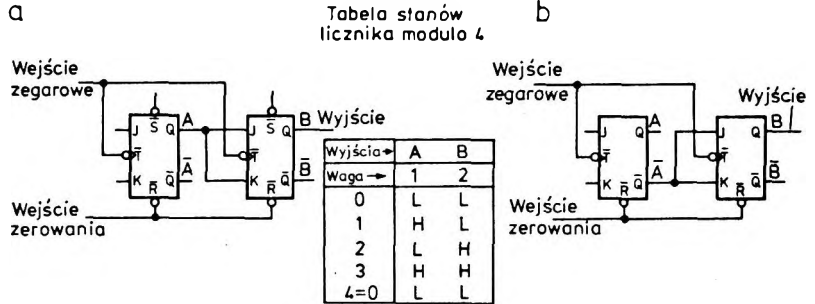 a
Tabela stanów
licznika modulo 4
b
Wejście
zegarowe
J S̅ Q A
T̅
K R̅ Q̅ A̅
J S̅ Q B Wyjście
T̅
K R̅ Q̅ B̅
Wejście
zerowania
Wyjścia→ A B
Waga→ 1 2
0 L L
1 H L
2 L H
3 H H
4=0 L L
Wejście
zegarowe
J Q A
T̅
K R̅ Q̅ A̅
Wyjście
J Q B
T̅
K R̅ Q̅ B̅
Wejście
zerowania